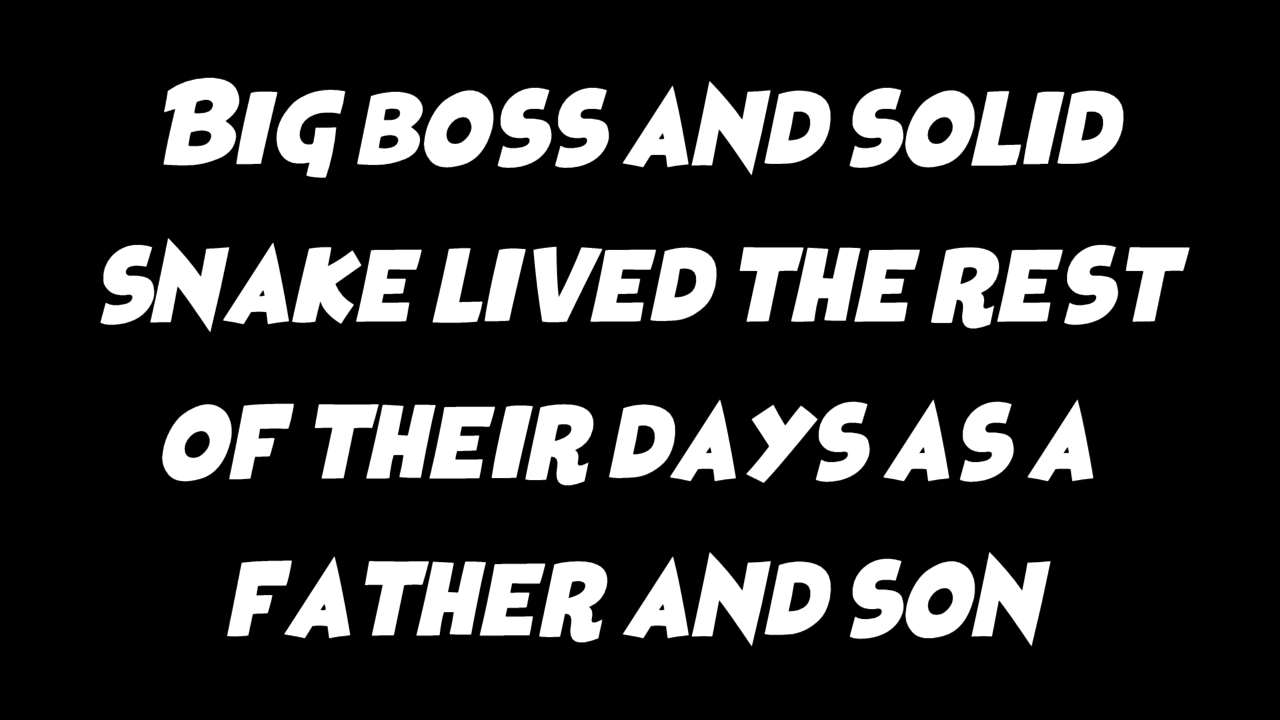 BIG BOSS AND SOLID
SNAKE LIVED THE REST
OF THEIR DAYS AS A
FATHER AND SON